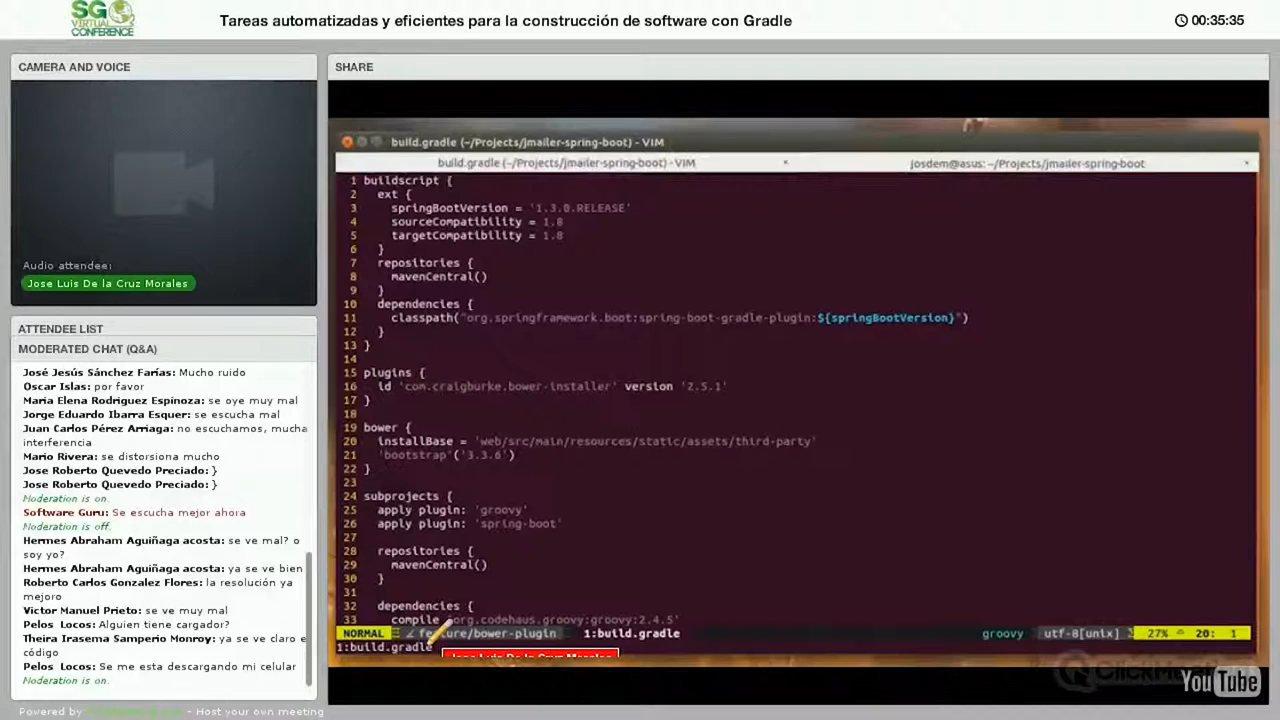 SG
VIRTUAL
CONFERENCE
Tareas automatizadas y eficientes para la construcción de software con Gradle
00:35:35
CAMERA AND VOICE
Audio attendee:
Jose Luis De la Cruz Morales
ATTENDEE LIST
MODERATED CHAT (Q&A)
José Jesús Sánchez Farías: Mucho ruido
Oscar Islas: por favor
Maria Elena Rodriguez Espinoza: se oye muy mal
Jorge Eduardo Ibarra Esquer: se escucha mal
Juan Carlos Pérez Arriaga: no escuchamos, mucha
interferencia
Mario Rivera: se distorsiona mucho
Jose Roberto Quevedo Preciado: }
Jose Roberto Quevedo Preciado: }
Moderation is on.
Software Guru: Se escucha mejor ahora
Moderation is off.
Hermes Abraham Aguiñaga acosta: se ve mal? o
soy yo?
Hermes Abraham Aguiñaga acosta: ya se ve bien
Roberto Carlos Gonzalez Flores: la resolución ya
mejoro
Victor Manuel Prieto: se ve muy mal
Pelos Locos: Alguien tiene cargador?
Theira Irasema Samperio Monroy: ya se ve claro e
código
Pelos Locos: Se me esta descargando mi celular
Moderation is on.
Powered by
- Host your own meeting
SHARE
build.gradle (~/Projects/jmailer-spring-boot) - VIM
build.gradle (~/Projects/jmailer-spring-boot) - VIM × josdem@asus: ~/Projects/jmailer-spring-boot ×
1 buildscript {
2 ext {
3 springBootVersion = '1.3.0.RELEASE'
4 sourceCompatibility = 1.8
5 targetCompatibility = 1.8
6 }
7 repositories {
8 mavenCentral()
9 }
10 dependencies {
11 classpath("org.springframework.boot:spring-boot-gradle-plugin:${springBootVersion}")
12 }
13 }
14
15 plugins {
16 id 'com.craigburke.bower-installer' version '2.5.1'
17 }
18
19 bower {
20 installBase = 'web/src/main/resources/static/assets/third-party'
21 'bootstrap'('3.3.6')
22 }
23
24 subprojects {
25 apply plugin: 'groovy'
26 apply plugin: 'spring-boot'
27
28 repositories {
29 mavenCentral()
30 }
31
32 dependencies {
33 compile 'org.codehaus.groovy:groovy:2.4.5'
NORMAL feature/bower-plugin 1:build.gradle groovy utf-8[unix] 27% 20: 1
1:build.gradle
Jose Luis De la Cruz Morales
YouTube